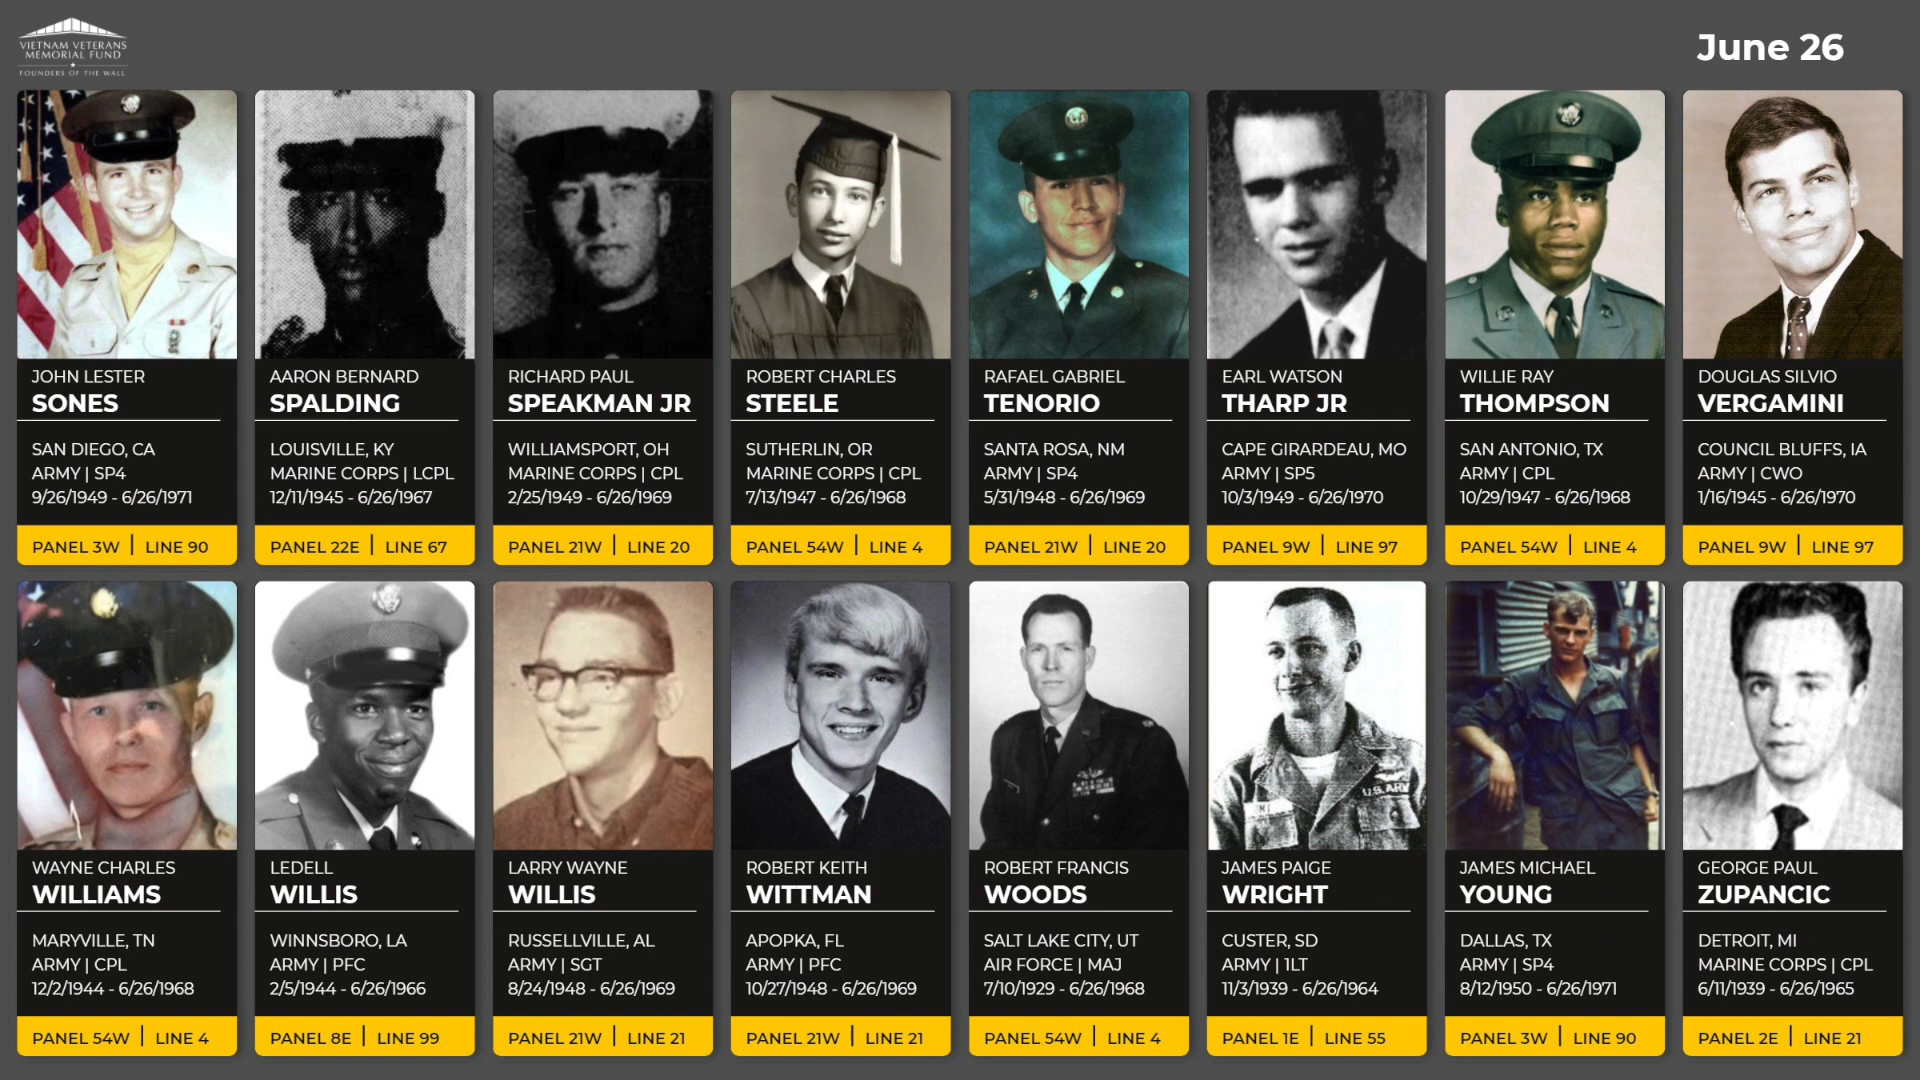 VIETNAM VETERANS
MEMORIAL FUND
FOUNDERS OF THE WALL
June 26
JOHN LESTER
SONES
SAN DIEGO, CA
ARMY | SP4
9/26/1949 - 6/26/1971
PANEL 3W | LINE 90
AARON BERNARD
SPALDING
LOUISVILLE, KY
MARINE CORPS | LCPL
12/11/1945 - 6/26/1967
PANEL 22E | LINE 67
RICHARD PAUL
SPEAKMAN JR
WILLIAMSPORT, OH
MARINE CORPS | CPL
2/25/1949 - 6/26/1969
PANEL 21W | LINE 20
ROBERT CHARLES
STEELE
SUTHERLIN, OR
MARINE CORPS | CPL
7/13/1947 - 6/26/1968
PANEL 54W | LINE 4
RAFAEL GABRIEL
TENORIO
SANTA ROSA, NM
ARMY | SP4
5/31/1948 - 6/26/1969
PANEL 21W | LINE 20
EARL WATSON
THARP JR
CAPE GIRARDEAU, MO
ARMY | SP5
10/3/1949 - 6/26/1970
PANEL 9W | LINE 97
WILLIE RAY
THOMPSON
SAN ANTONIO, TX
ARMY | CPL
10/29/1947 - 6/26/1968
PANEL 54W | LINE 4
DOUGLAS SILVIO
VERGAMINI
COUNCIL BLUFFS, IA
ARMY | CWO
1/16/1945 - 6/26/1970
PANEL 9W | LINE 97
WAYNE CHARLES
WILLIAMS
MARYVILLE, TN
ARMY | CPL
12/2/1944 - 6/26/1968
PANEL 54W | LINE 4
LEDELL
WILLIS
WINNSBORO, LA
ARMY | PFC
2/5/1944 - 6/26/1966
PANEL 8E | LINE 99
LARRY WAYNE
WILLIS
RUSSELLVILLE, AL
ARMY | SGT
8/24/1948 - 6/26/1969
PANEL 21W | LINE 21
ROBERT KEITH
WITTMAN
APOPKA, FL
ARMY | PFC
10/27/1948 - 6/26/1969
PANEL 21W | LINE 21
ROBERT FRANCIS
WOODS
SALT LAKE CITY, UT
AIR FORCE | MAJ
7/10/1929 - 6/26/1968
PANEL 54W | LINE 4
U.S. ARMY
JAMES PAIGE
WRIGHT
CUSTER, SD
ARMY | 1LT
11/3/1939 - 6/26/1964
PANEL 1E | LINE 55
JAMES MICHAEL
YOUNG
DALLAS, TX
ARMY | SP4
8/12/1950 - 6/26/1971
PANEL 3W | LINE 90
GEORGE PAUL
ZUPANCIC
DETROIT, MI
MARINE CORPS | CPL
6/11/1939 - 6/26/1965
PANEL 2E | LINE 21